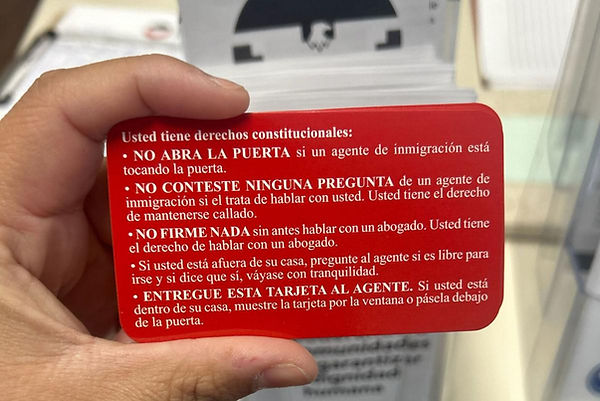 Usted tiene derechos constitucionales:
• NO ABRA LA PUERTA si un agente de inmigración está
tocando la puerta.
• NO CONTESTE NINGUNA PREGUNTA de un agente de
inmigración si el trata de hablar con usted. Usted tiene el derecho
de mantenerse callado.
• NO FIRME NADA sin antes hablar con un abogado. Usted tiene
el derecho de hablar con un abogado.
• Si usted está afuera de su casa, pregunte al agente si es libre para
irse y si dice que sí, váyase con tranquilidad.
• ENTREGUE ESTA TARJETA AL AGENTE. Si usted está
dentro de su casa, muestre la tarjeta por la ventana o pásela debajo
de la puerta.
dignidad
humana